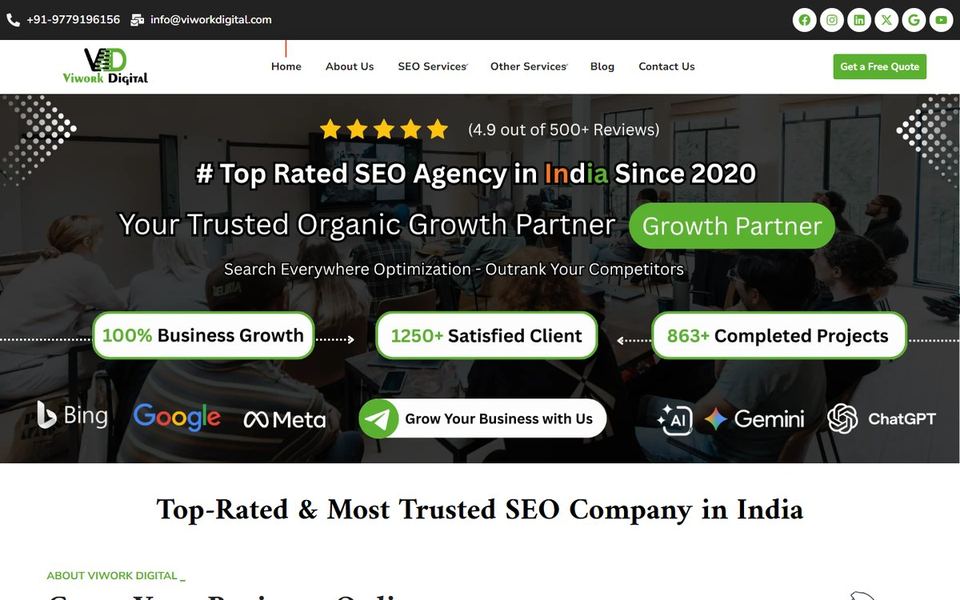 +91-9779196156 info@viworkdigital.com
VD
Viwork Digital
Home About Us SEO Services Other Services Blog Contact Us
Get a Free Quote
(4.9 out of 500+ Reviews)
# Top Rated SEO Agency in India Since 2020
Your Trusted Organic Growth Partner Growth Partner
Search Everywhere Optimization - Outrank Your Competitors
100% Business Growth 1250+ Satisfied Client 863+ Completed Projects
Bing Google Meta Grow Your Business with Us AI Gemini ChatGPT
Top-Rated & Most Trusted SEO Company in India
ABOUT VIWORK DIGITAL _